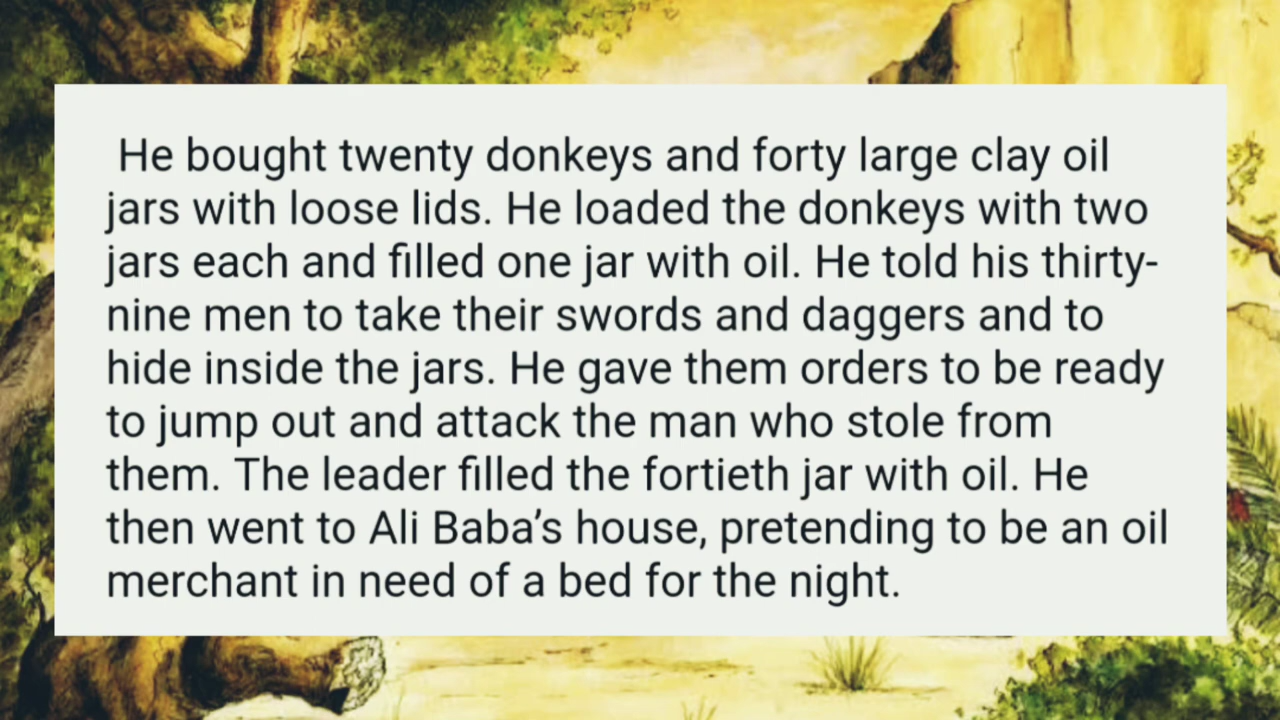 He bought twenty donkeys and forty large clay oil
jars with loose lids. He loaded the donkeys with two
jars each and filled one jar with oil. He told his thirty-
nine men to take their swords and daggers and to
hide inside the jars. He gave them orders to be ready
to jump out and attack the man who stole from
them. The leader filled the fortieth jar with oil. He
then went to Ali Baba’s house, pretending to be an oil
merchant in need of a bed for the night.